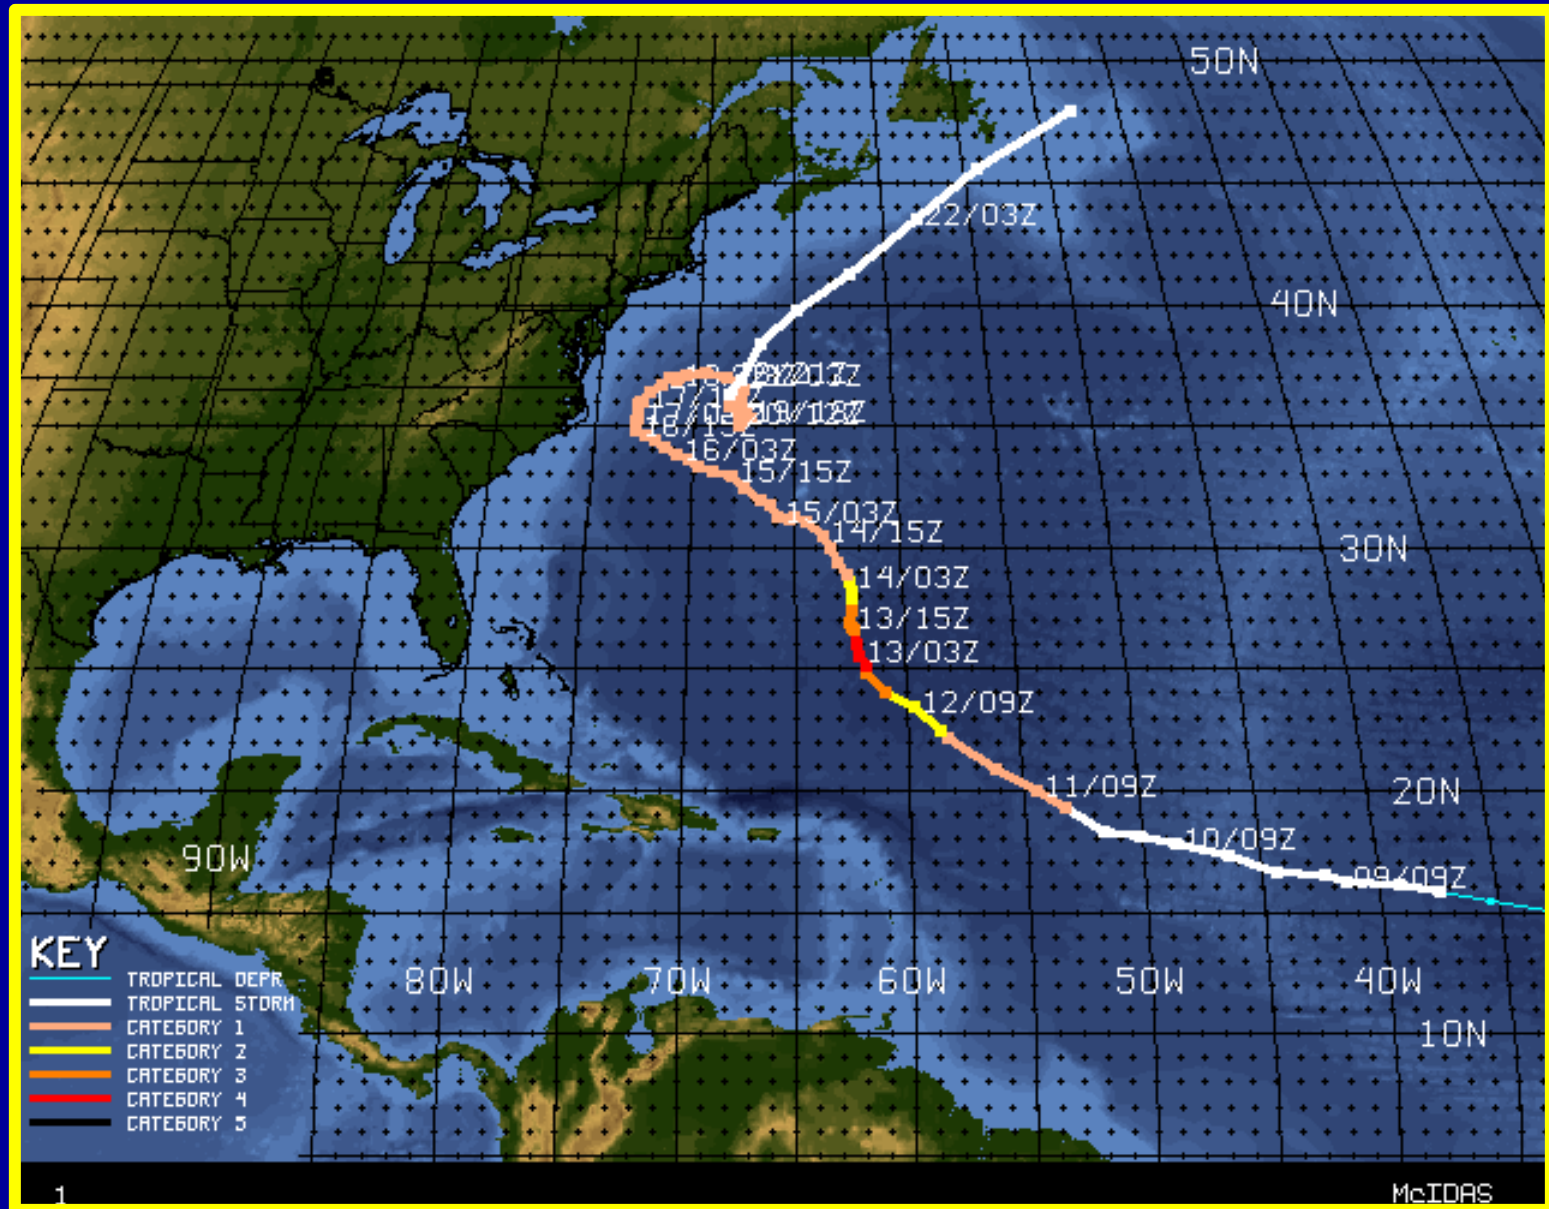 50N
22/03Z
40N
16/03Z
15/15Z
15/03Z
14/15Z
30N
14/03Z
13/15Z
13/03Z
12/09Z
11/09Z
20N
10/09Z
90W
09/09Z
KEY
80W 70W 60W 50W 40W
TROPICAL DEPR
TROPICAL STORM
CATEGORY 1
10N
CATEGORY 2
CATEGORY 3
CATEGORY 4
CATEGORY 5
1
McIDAS